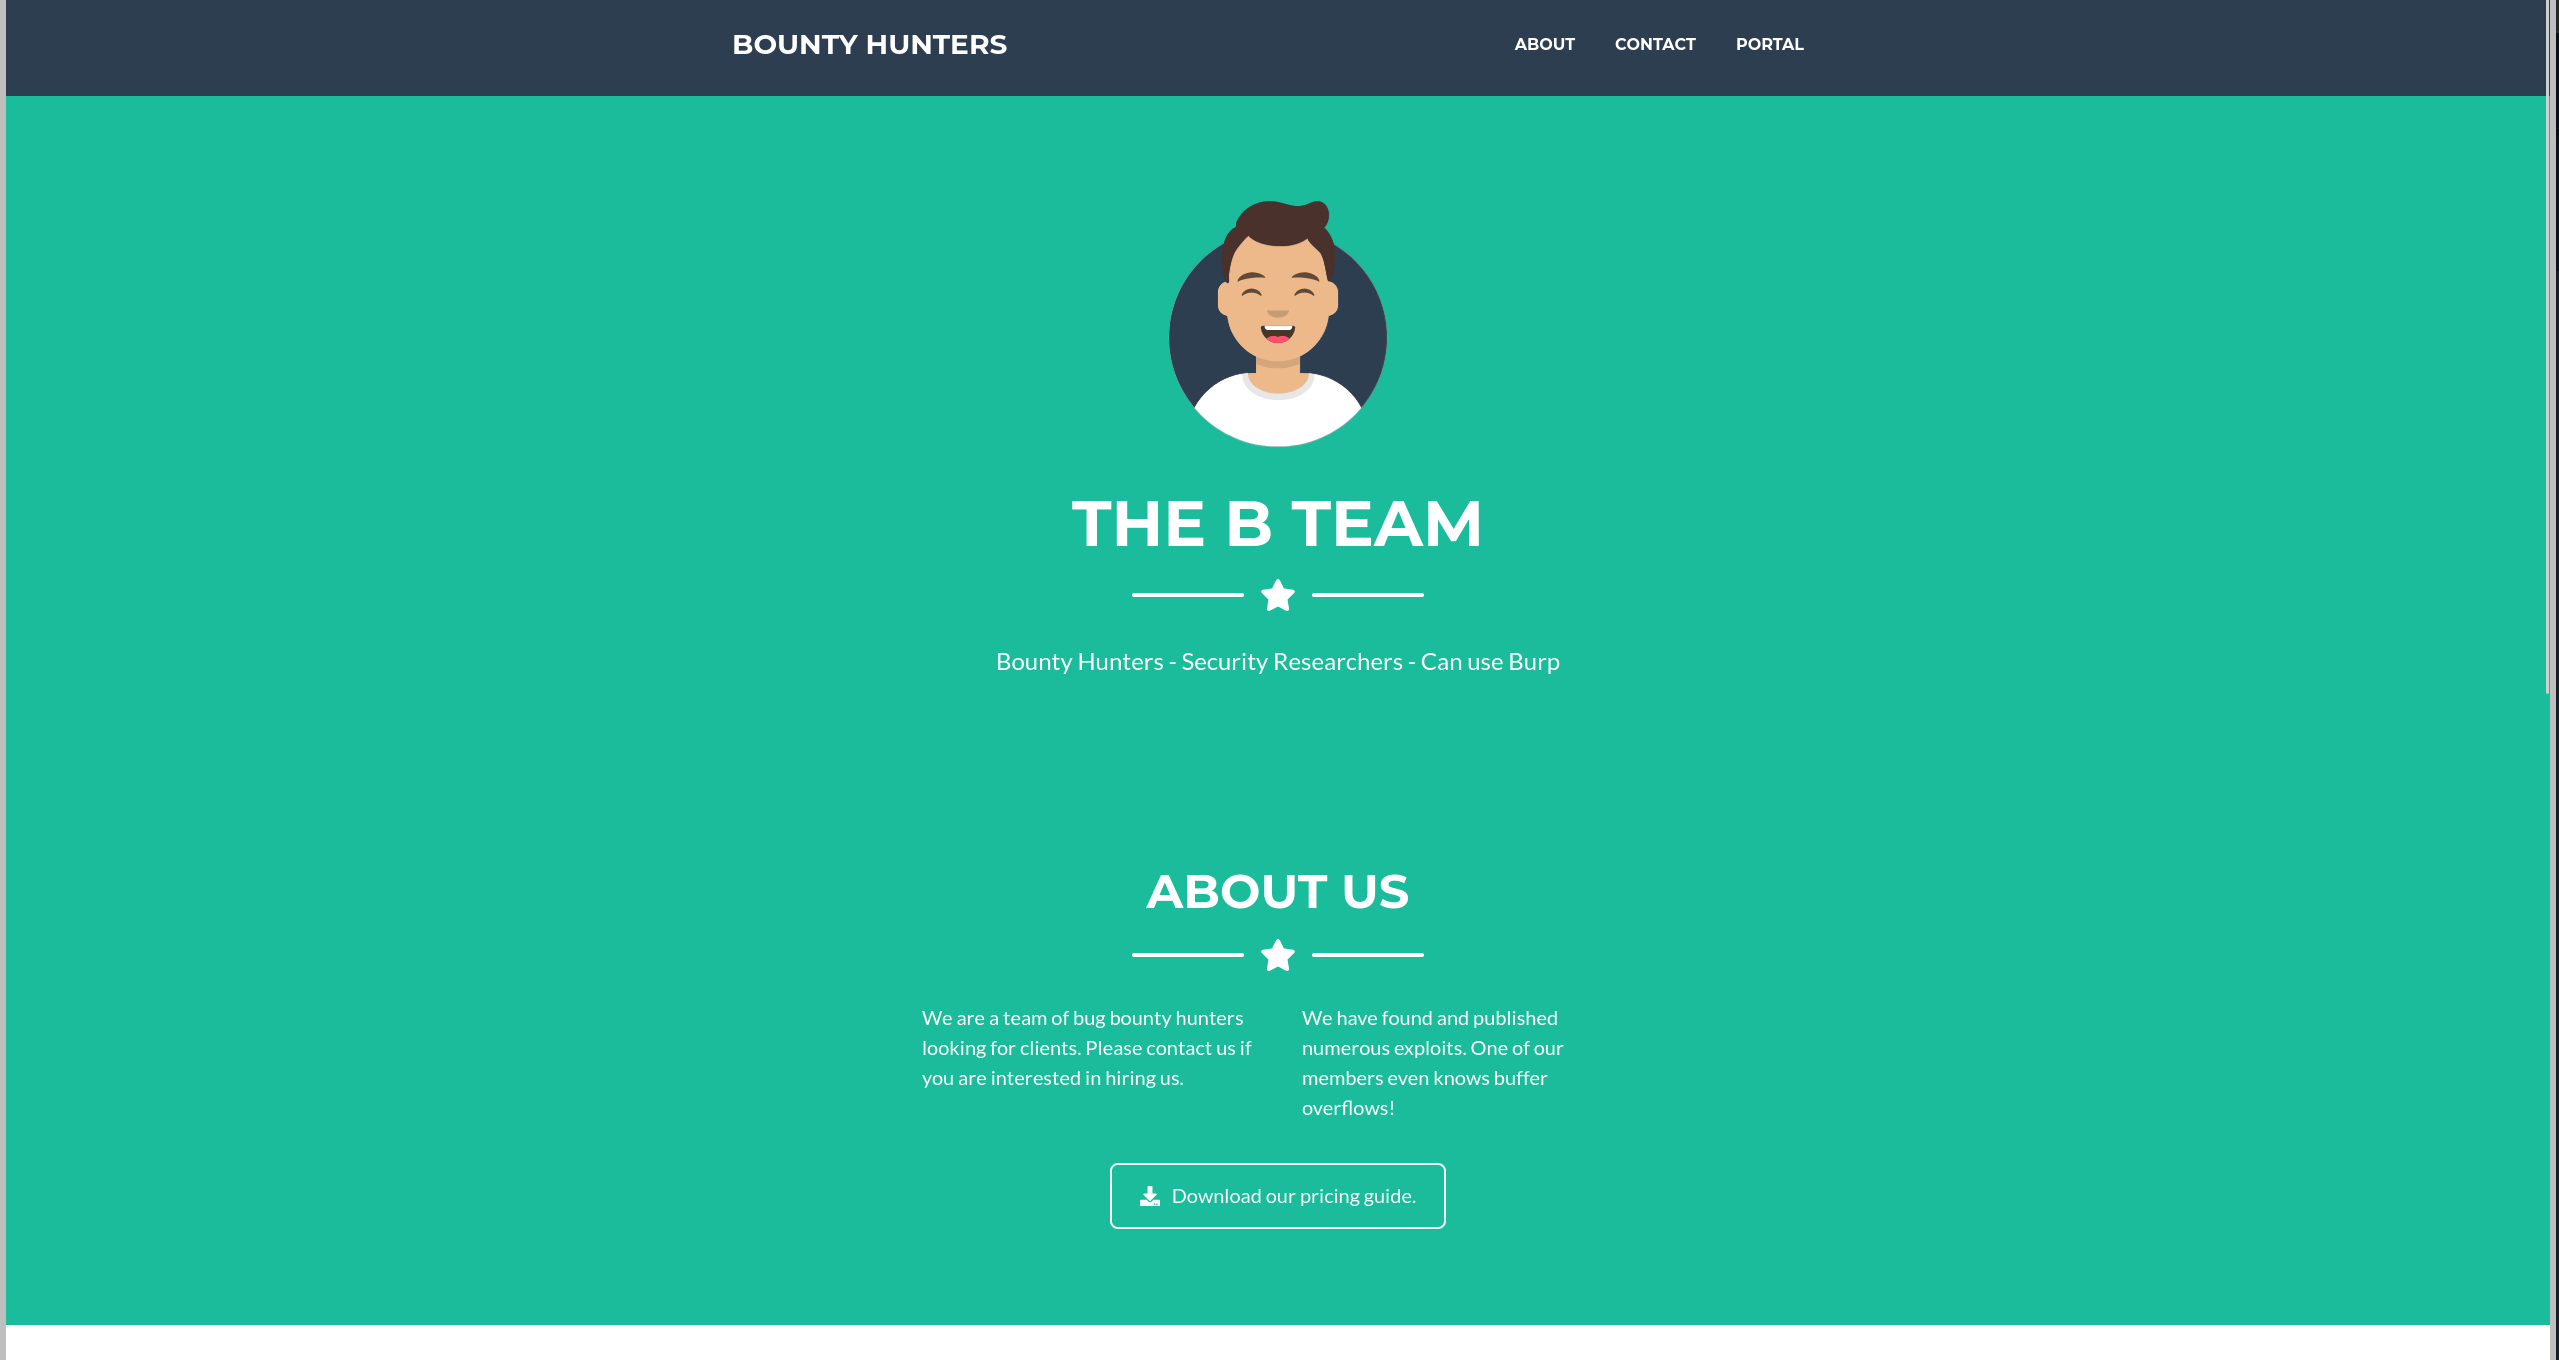 BOUNTY HUNTERS
ABOUT CONTACT PORTAL
THE B TEAM
Bounty Hunters - Security Researchers - Can use Burp
ABOUT US
We are a team of bug bounty hunters
looking for clients. Please contact us if
you are interested in hiring us.
We have found and published
numerous exploits. One of our
members even knows buffer
overflows!
Download our pricing guide.